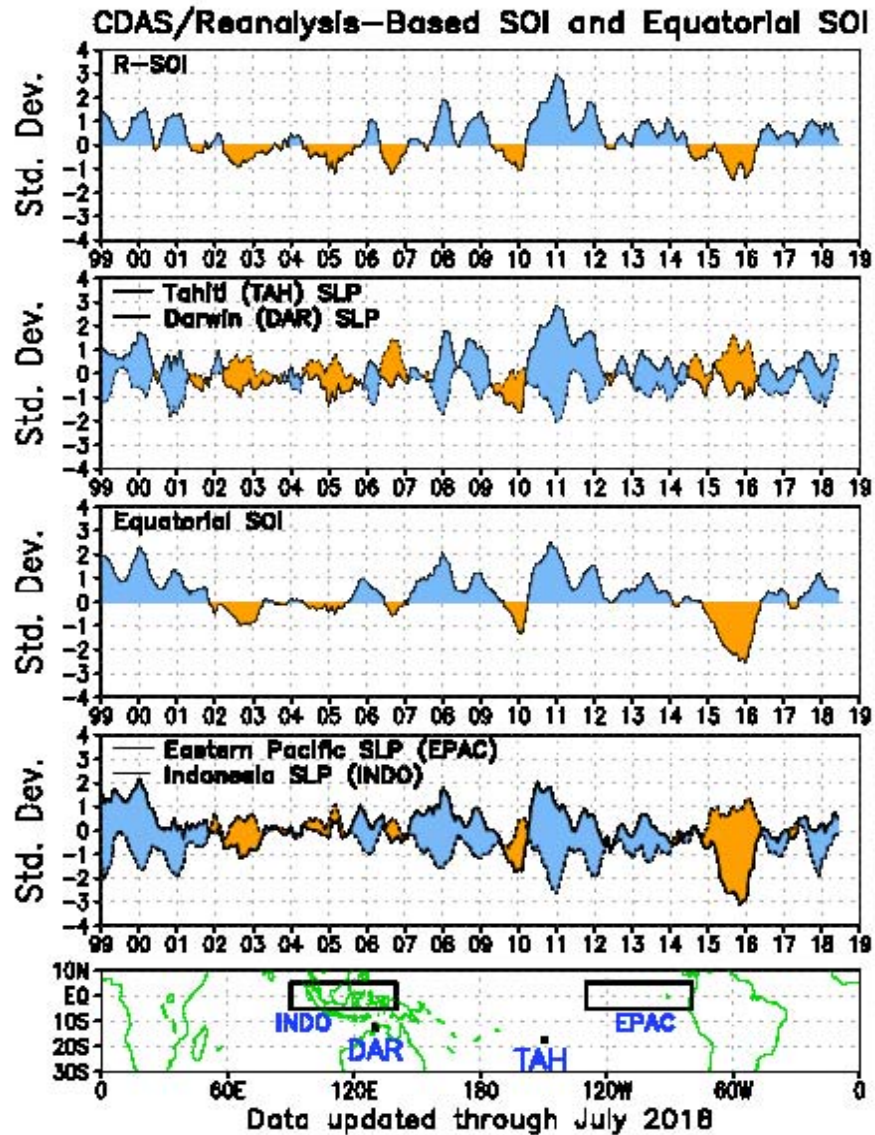 CDAS/Reanalysis-Based SOI and Equatorial SOI
R-SOI
Std. Dev.
4
3
2
1
0
-1
-2
-3
-4
99 00 01 02 03 04 05 06 07 08 09 10 11 12 13 14 15 16 17 18 19
Tahiti (TAH) SLP
Darwin (DAR) SLP
Std. Dev.
4
3
2
1
0
-1
-2
-3
-4
99 00 01 02 03 04 05 06 07 08 09 10 11 12 13 14 15 16 17 18 19
Equatorial SOI
Std. Dev.
4
3
2
1
0
-1
-2
-3
-4
99 00 01 02 03 04 05 06 07 08 09 10 11 12 13 14 15 16 17 18 19
Eastern Pacific SLP (EPAC)
Indonesia SLP (INDO)
Std. Dev.
4
3
2
1
0
-1
-2
-3
-4
99 00 01 02 03 04 05 06 07 08 09 10 11 12 13 14 15 16 17 18 19
10N
EQ
10S
20S
30S
INDO
EPAC
DAR
TAH
0 60E 120E 180 120W 60W 0
Data updated through July 2018